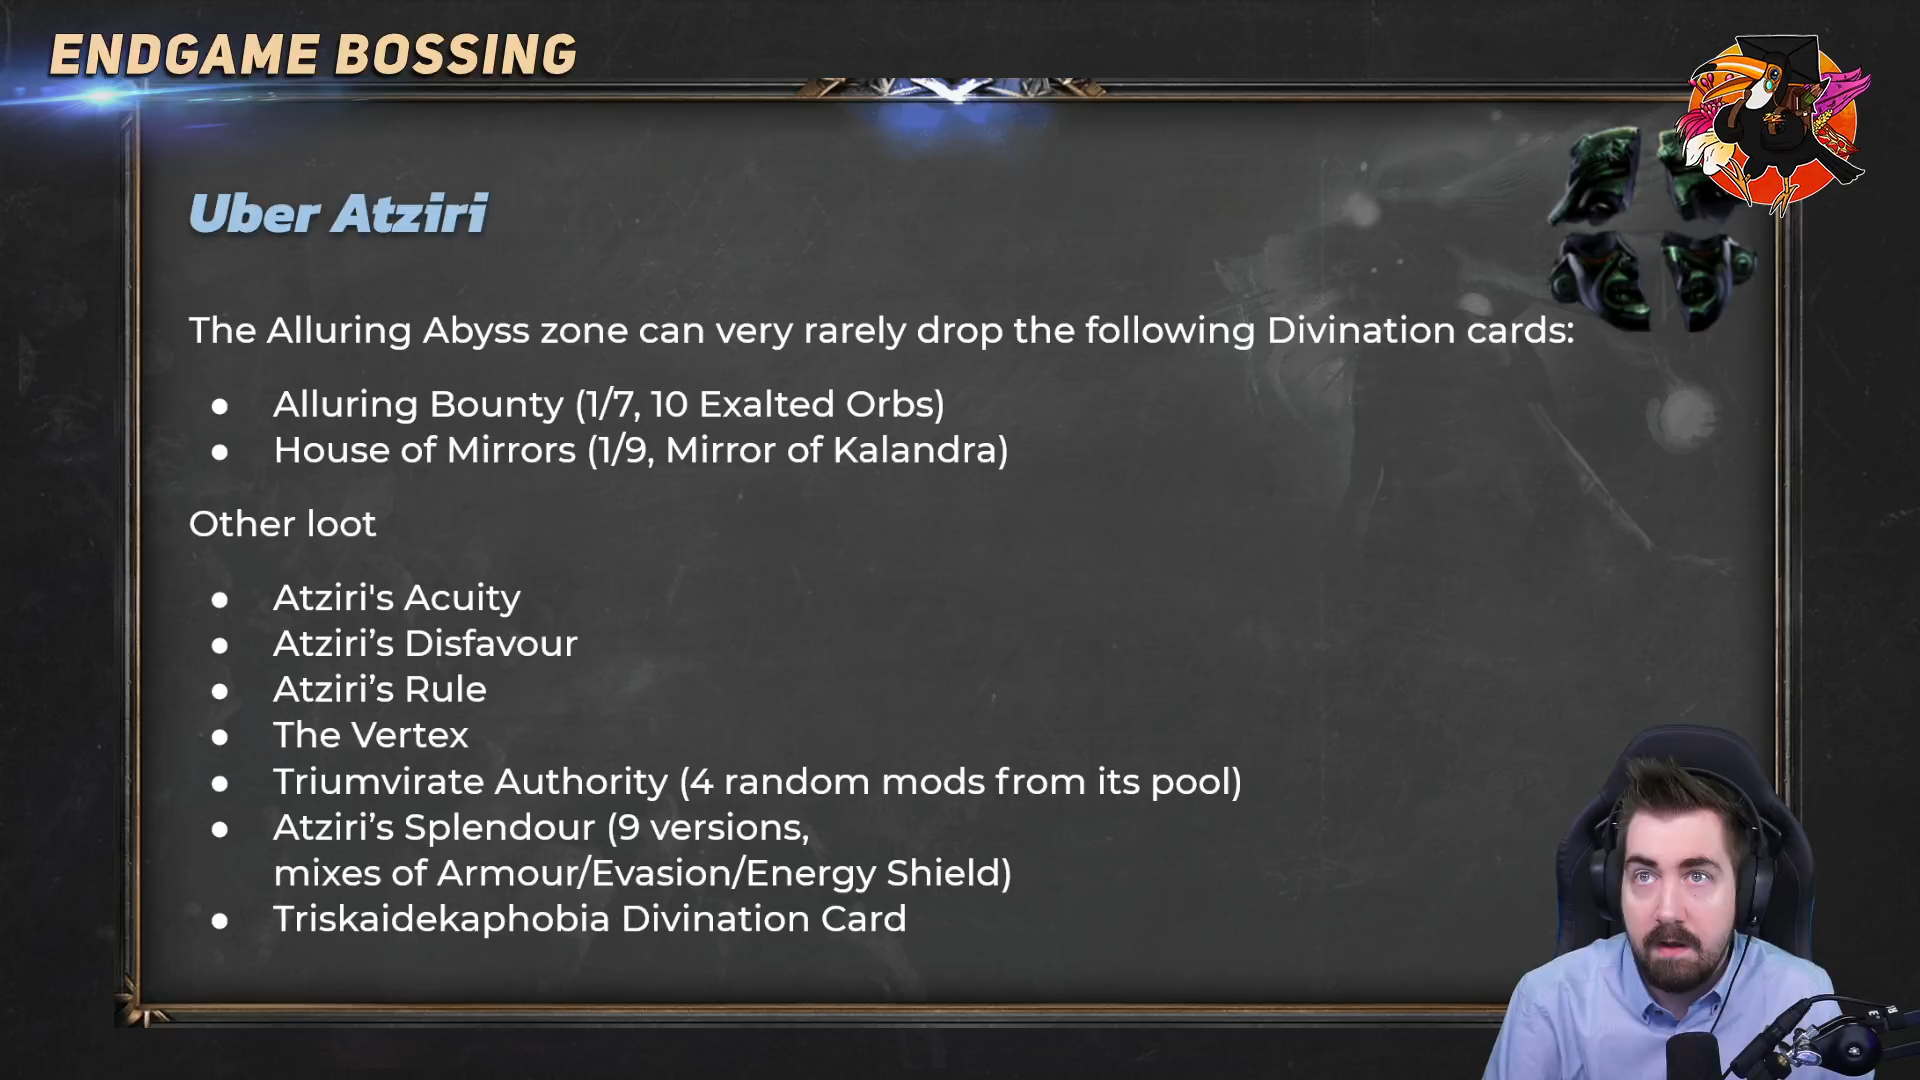 ENDGAME BOSSING
Uber Atziri
The Alluring Abyss zone can very rarely drop the following Divination cards:
● Alluring Bounty (1/7, 10 Exalted Orbs)
● House of Mirrors (1/9, Mirror of Kalandra)
Other loot
● Atziri's Acuity
● Atziri’s Disfavour
● Atziri’s Rule
● The Vertex
● Triumvirate Authority (4 random mods from its pool)
● Atziri’s Splendour (9 versions,
mixes of Armour/Evasion/Energy Shield)
● Triskaidekaphobia Divination Card